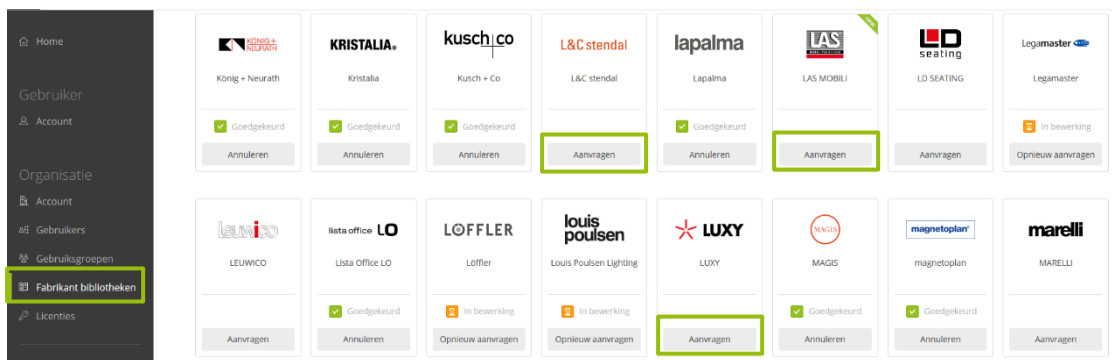 Home
Gebruiker
Account
Organisatie
Account
Gebruikers
Gebruiksgroepen
Fabrikant bibliotheken
Licenties
KÖNIG+ NEURATH
KRISTALIA
kusch co
L&C stendal
lapalma
LAS
new
LD seating
Legamaster
König + Neurath
Kristalia
Kusch + Co
L&C stendal
Lapalma
LAS MOBILI
LD SEATING
Legamaster
Goedgekeurd
Goedgekeurd
Goedgekeurd
Goedgekeurd
In bewerking
Annuleren
Annuleren
Annuleren
Aanvragen
Annuleren
Aanvragen
Aanvragen
Opnieuw aanvragen
leuwico
lista office LO
LÖFFLER
louis poulsen
LUXY
MAGIS
magnetoplan
marelli
LEUWICO
Lista Office LO
Löffler
Louis Poulsen Lighting
LUXY
MAGIS
magnetoplan
MARELLI
Goedgekeurd
In bewerking
In bewerking
Goedgekeurd
Goedgekeurd
Aanvragen
Annuleren
Opnieuw aanvragen
Opnieuw aanvragen
Aanvragen
Annuleren
Annuleren
Aanvragen